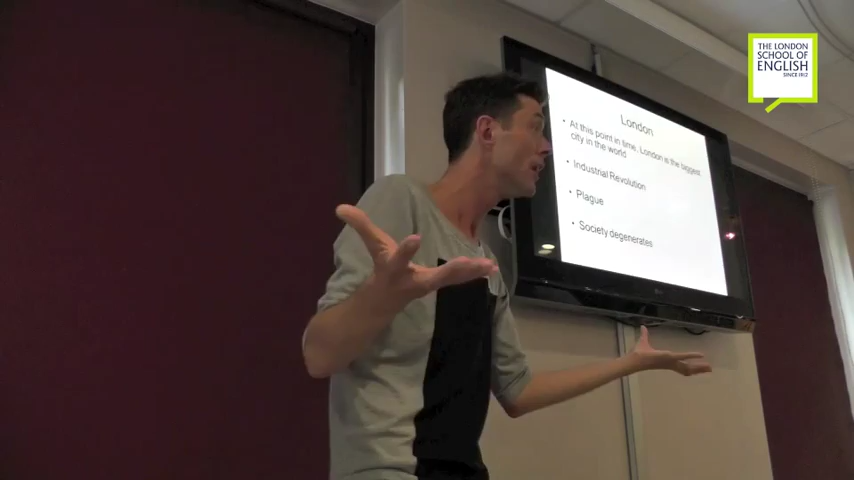 THE LONDON
SCHOOL OF
ENGLISH
SINCE 1912
London
• At this point in time, London is the biggest
city in the world
• Industrial Revolution
• Plague
• Society degenerates